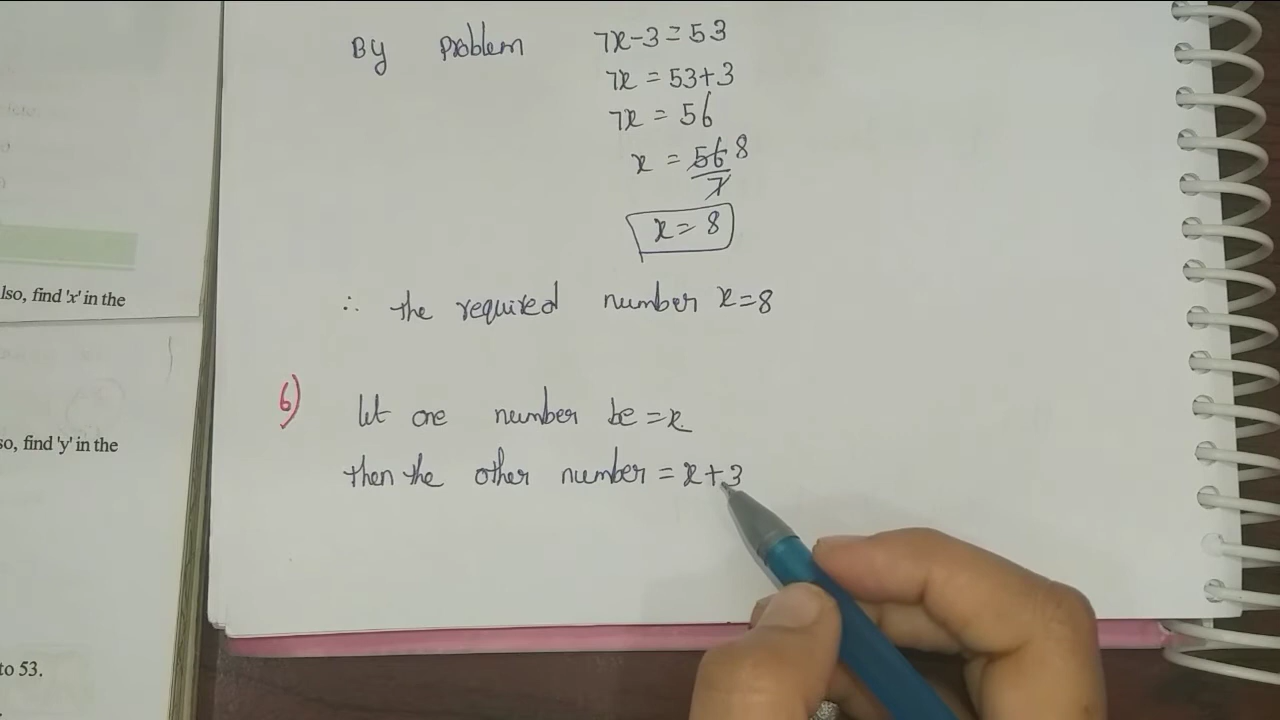 By Problem 7x-3=53
7x = 53+3
7x = 56
x = 56 8
7
x = 8
lso, find 'x' in the
∴ the required number x=8
6) let one number be = x
so, find 'y' in the
then the other number = x+3
to 53.